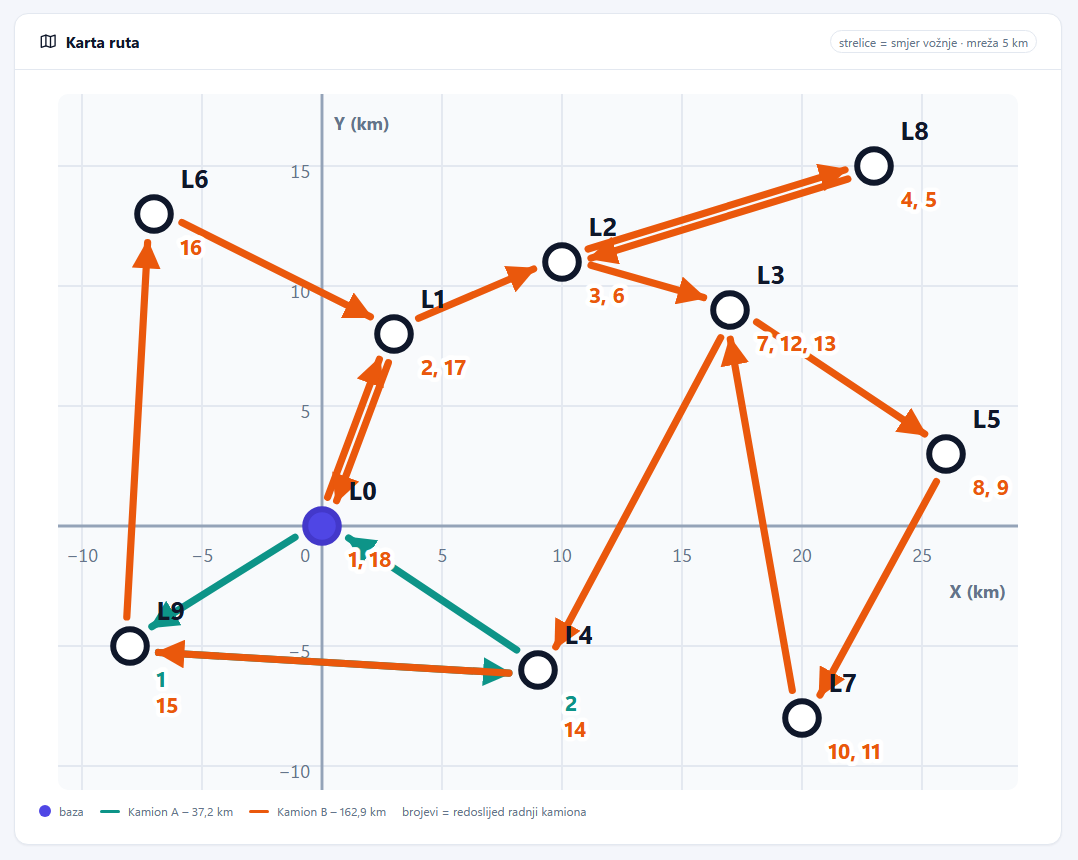 Karta ruta
strelice = smjer vožnje · mreža 5 km
Y (km)
L8
15
L6
4, 5
L2
16
L3
10
L1
3, 6
7, 12, 13
2, 17
5
L5
L0
8, 9
−10
−5
0
1, 18
5
10
15
20
25
X (km)
L9
L4
−5
1
L7
15
2
14
10, 11
−10
baza
Kamion A – 37,2 km
Kamion B – 162,9 km
brojevi = redoslijed radnji kamiona